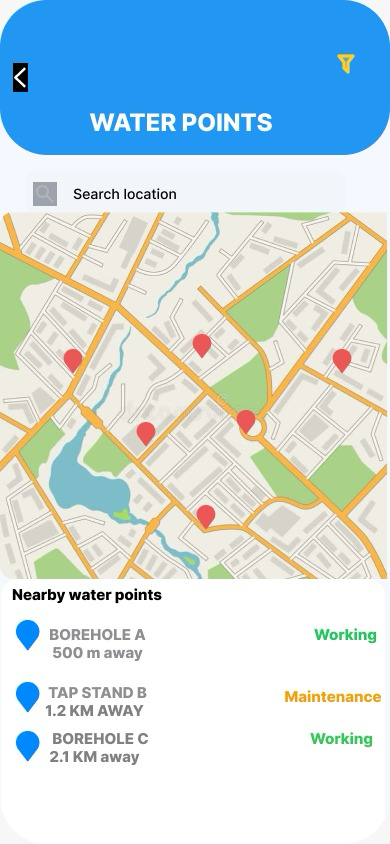 WATER POINTS
Search location
Nearby water points
BOREHOLE A
Working
500 m away
TAP STAND B
Maintenance
1.2 KM AWAY
BOREHOLE C
Working
2.1 KM away